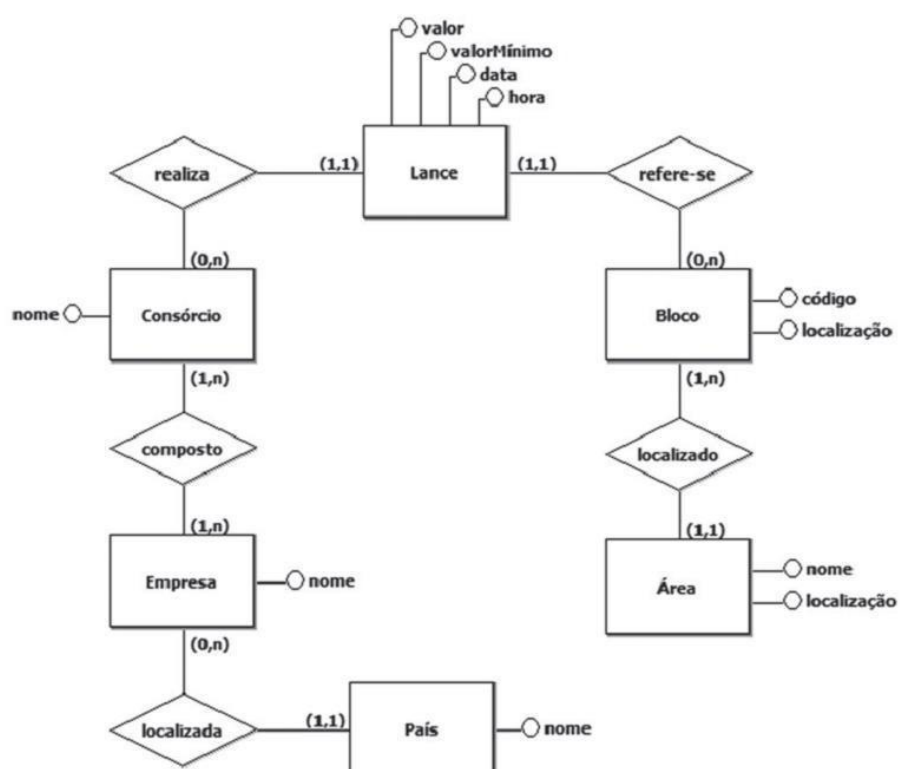 valor
valorMínimo
data
hora
realiza
(1,1)
Lance
(1,1)
refere-se
(0,n)
(0,n)
nome
Consórcio
Bloco
código
localização
(1,n)
(1,n)
composto
localizado
(1,n)
(1,1)
Empresa
nome
Área
nome
localização
(0,n)
localizada
(1,1)
País
nome